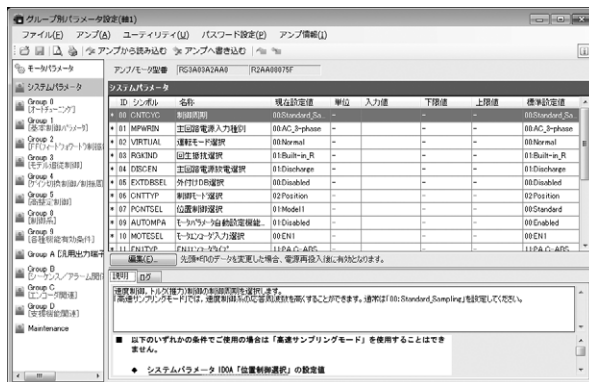 グループ別パラメータ設定(軸1)
ファイル(F) アンプ(A) ユーティリティ(U) パスワード設定(P) アンプ情報(I)
アンプから読み込む アンプへ書き込む
モータパラメータ
システムパラメータ
Group 0
[オートチューニング]
Group 1
[基本制御パラメータ]
Group 2
Group 3
[モデル追従制御]
Group 4
Group 5
[高整定制御]
Group 8
[制御系]
Group 9
[各種機能有効条件]
Group A [汎用出力端子
Group B
[シーケンス/アラーム関
Group C
[エンコーダ関連]
Group D
[支援機能関連]
Maintenance
アンプ/モータ型番 RS3A03A2AA0 R2AA08075F
システムパラメータ
ID シンボル 名称 現在設定値 単位 入力値 下限値 上限値 標準設定値
* 00 CNTCYC 制御周期 00:Standard_Sa... - - - 00:Standard_Sa...
* 01 MPWRIN 主回路電源入力種別 00:AC_3-phase - - - 00:AC_3-phase
* 02 VIRTUAL 運転モード選択 00:Normal - - - 00:Normal
* 03 RGKIND 回生抵抗選択 01:Built-in_R - - - 01:Built-in_R
* 04 DISCEN 主回路電源放電選択 01:Discharge - - - 01:Discharge
* 05 EXTDBSEL 外付けDB選択 00:Disabled - - - 00:Disabled
* 06 CNTTYP 制御モード選択 02:Position - - - 02:Position
* 07 PCNTSEL 位置制御選択 01:Model1 - - - 00:Standard
* 09 AUTOMPA モータパラメータ自動設定機能... 01:Disabled - - - 00:Enabled
* 10 MOTESEL モータエンコーダ入力選択 00:EN1 - - - 00:EN1
編集(E)... 先頭*印のデータを変更した場合、電源再投入後に有効となります。
説明 ログ
速度制御、トルク(推力)制御の制御周期を選択します。
「高速サンプリングモード」では、速度制御系の応答周波数を高くすることができます。通常は「00: Standard_Sampling」を設定してください。
■ 以下のいずれかの条件でご使用の場合は「高速サンプリングモード」を使用することはでき
ません。
◆ システムパラメータ ID0A「位置制御選択」の設定値